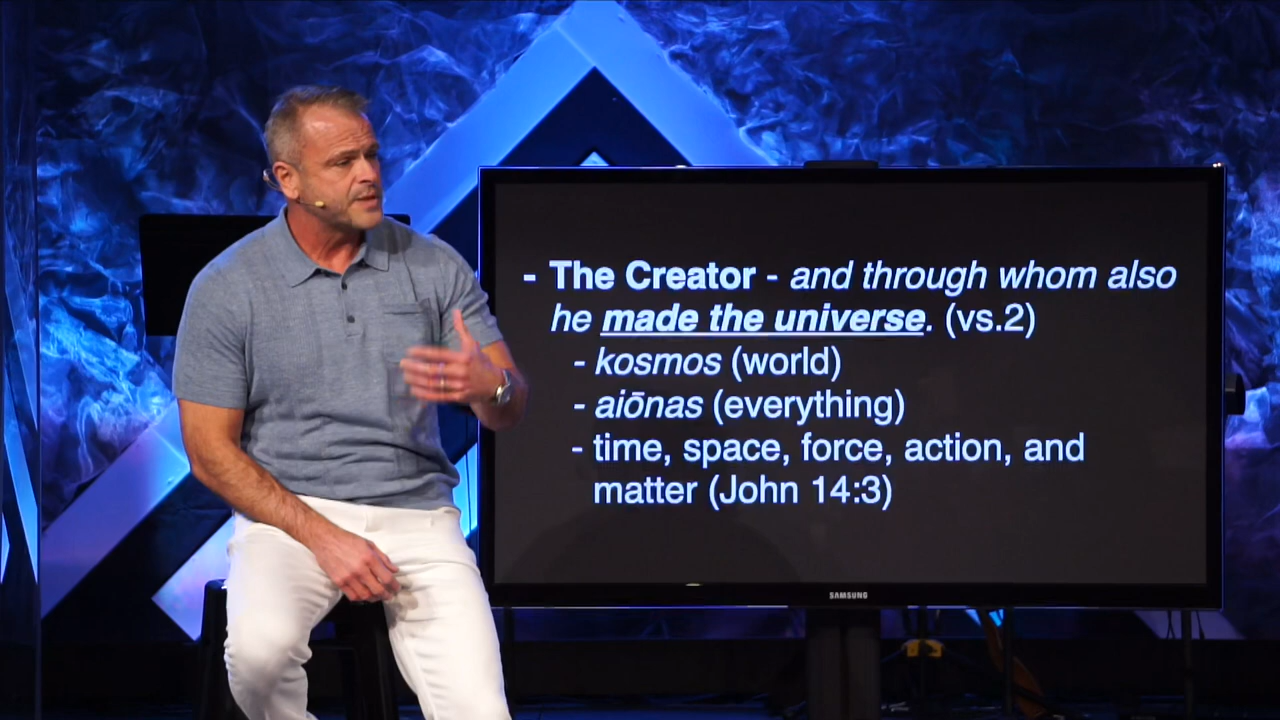 - The Creator - and through whom also
he made the universe. (vs.2)
- kosmos (world)
- aiōnas (everything)
- time, space, force, action, and
matter (John 14:3)
SAMSUNG